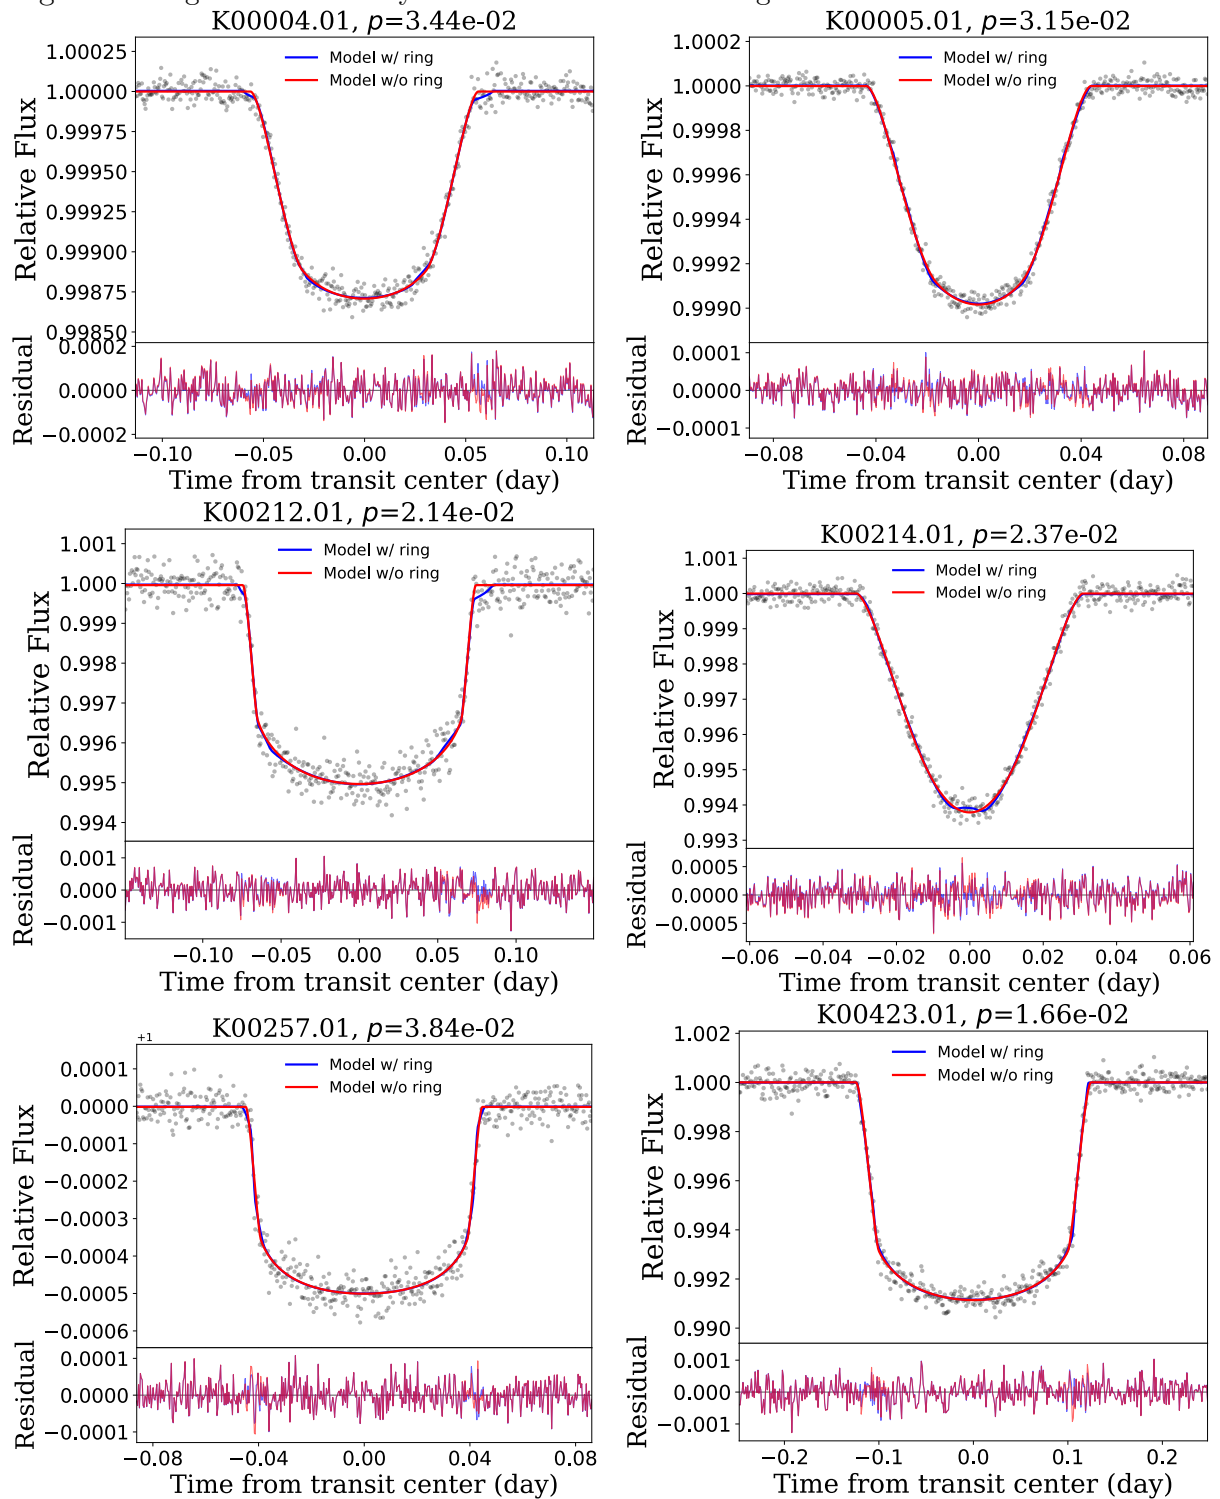 K00004.01, p=3.44e-02
Model w/ ring
Model w/o ring
1.00025
1.00000
0.99975
0.99950
0.99925
0.99900
0.99875
0.99850
Relative Flux
0.0002
0.0000
−0.0002
Residual
−0.10 −0.05 0.00 0.05 0.10
Time from transit center (day)
K00005.01, p=3.15e-02
Model w/ ring
Model w/o ring
1.0002
1.0000
0.9998
0.9996
0.9994
0.9992
0.9990
Relative Flux
0.0001
0.0000
−0.0001
Residual
−0.08 −0.04 0.00 0.04 0.08
Time from transit center (day)
K00212.01, p=2.14e-02
Model w/ ring
Model w/o ring
1.001
1.000
0.999
0.998
0.997
0.996
0.995
0.994
Relative Flux
0.001
0.000
−0.001
Residual
−0.10 −0.05 0.00 0.05 0.10
Time from transit center (day)
K00214.01, p=2.37e-02
Model w/ ring
Model w/o ring
1.001
1.000
0.999
0.998
0.997
0.996
0.995
0.994
0.993
Relative Flux
0.0005
0.0000
−0.0005
Residual
−0.06 −0.04 −0.02 0.00 0.02 0.04 0.06
Time from transit center (day)
K00257.01, p=3.84e-02
+1
Model w/ ring
Model w/o ring
0.0001
0.0000
−0.0001
−0.0002
−0.0003
−0.0004
−0.0005
−0.0006
Relative Flux
0.0001
0.0000
−0.0001
Residual
−0.08 −0.04 0.00 0.04 0.08
Time from transit center (day)
K00423.01, p=1.66e-02
Model w/ ring
Model w/o ring
1.002
1.000
0.998
0.996
0.994
0.992
0.990
Relative Flux
0.001
0.000
−0.001
Residual
−0.2 −0.1 0.0 0.1 0.2
Time from transit center (day)